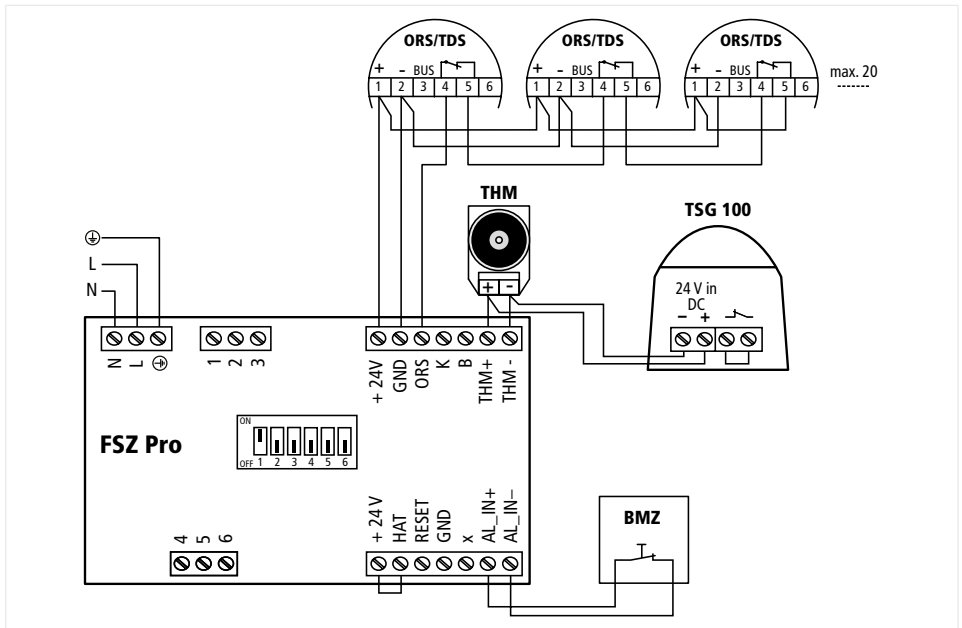 ORS/TDS
ORS/TDS
ORS/TDS
+ - BUS
+ - BUS
+ - BUS
1 2 3 4 5 6
1 2 3 4 5 6
1 2 3 4 5 6
max. 20
THM
+ -
TSG 100
24 V in
DC
- +
L
N
N L
1 2 3
+ 24V GND ORS K B THM+ THM -
FSZ Pro
ON
OFF 1 2 3 4 5 6
4 5 6
+ 24 V HAT RESET GND x AL_IN+ AL_IN–
BMZ